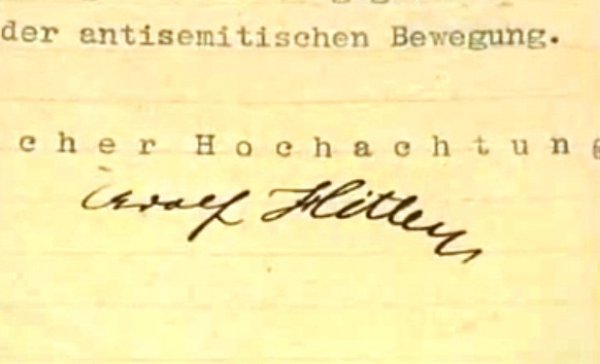 der antisemitischen Bewegung.
cher Hochachtung
Adolf Hitler